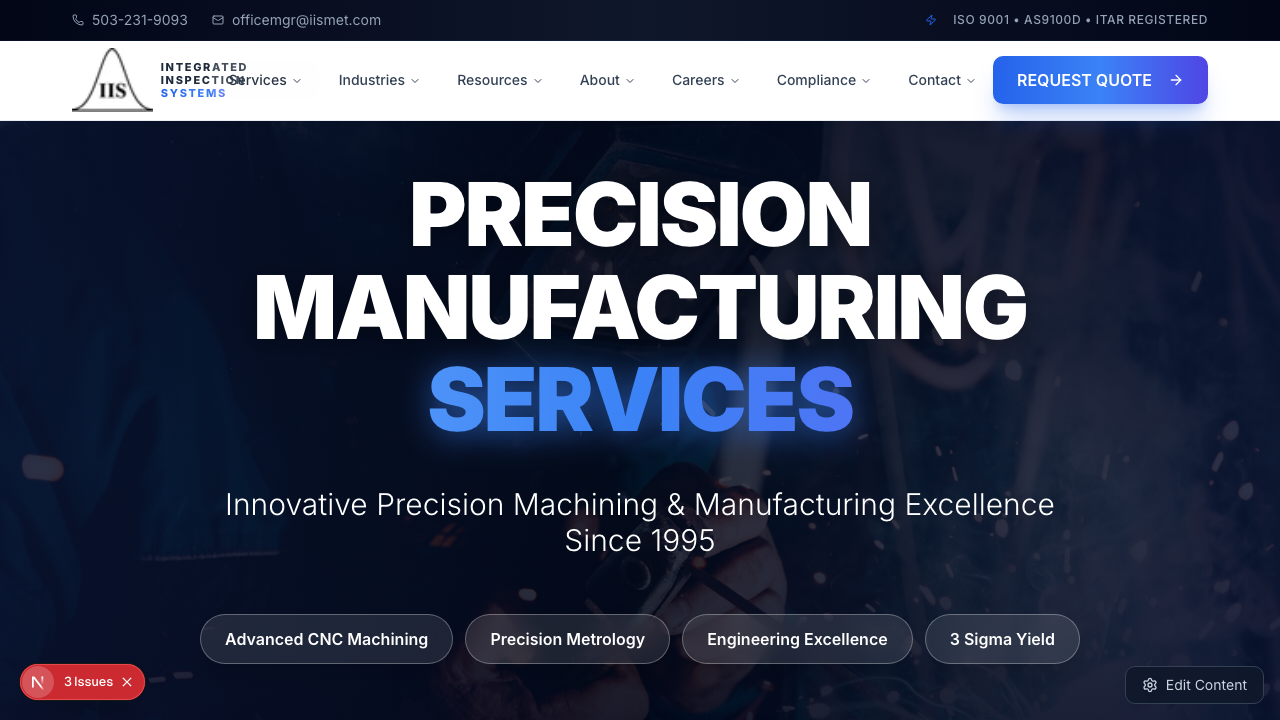 503-231-9093
officemgr@iismet.com
ISO 9001 • AS9100D • ITAR REGISTERED
IIS
INTEGRATED
INSPECTION
SYSTEMS
Services
Industries
Resources
About
Careers
Compliance
Contact
REQUEST QUOTE
PRECISION
MANUFACTURING
SERVICES
Innovative Precision Machining & Manufacturing Excellence
Since 1995
Advanced CNC Machining
Precision Metrology
Engineering Excellence
3 Sigma Yield
N
3 Issues
Edit Content